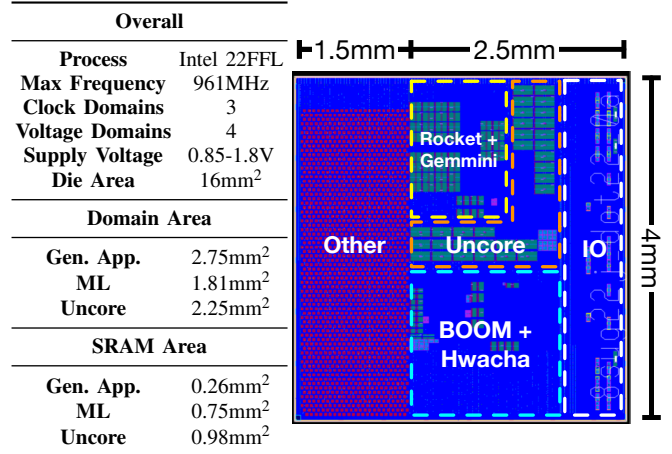 Overall
Process Intel 22FFL
Max Frequency 961MHz
Clock Domains 3
Voltage Domains 4
Supply Voltage 0.85-1.8V
Die Area 16mm²
Domain Area
Gen. App. 2.75mm²
ML 1.81mm²
Uncore 2.25mm²
SRAM Area
Gen. App. 0.26mm²
ML 0.75mm²
Uncore 0.98mm²
1.5mm 2.5mm
Rocket +
Gemmini
Other
Uncore
IO
BOOM +
Hwacha
4mm